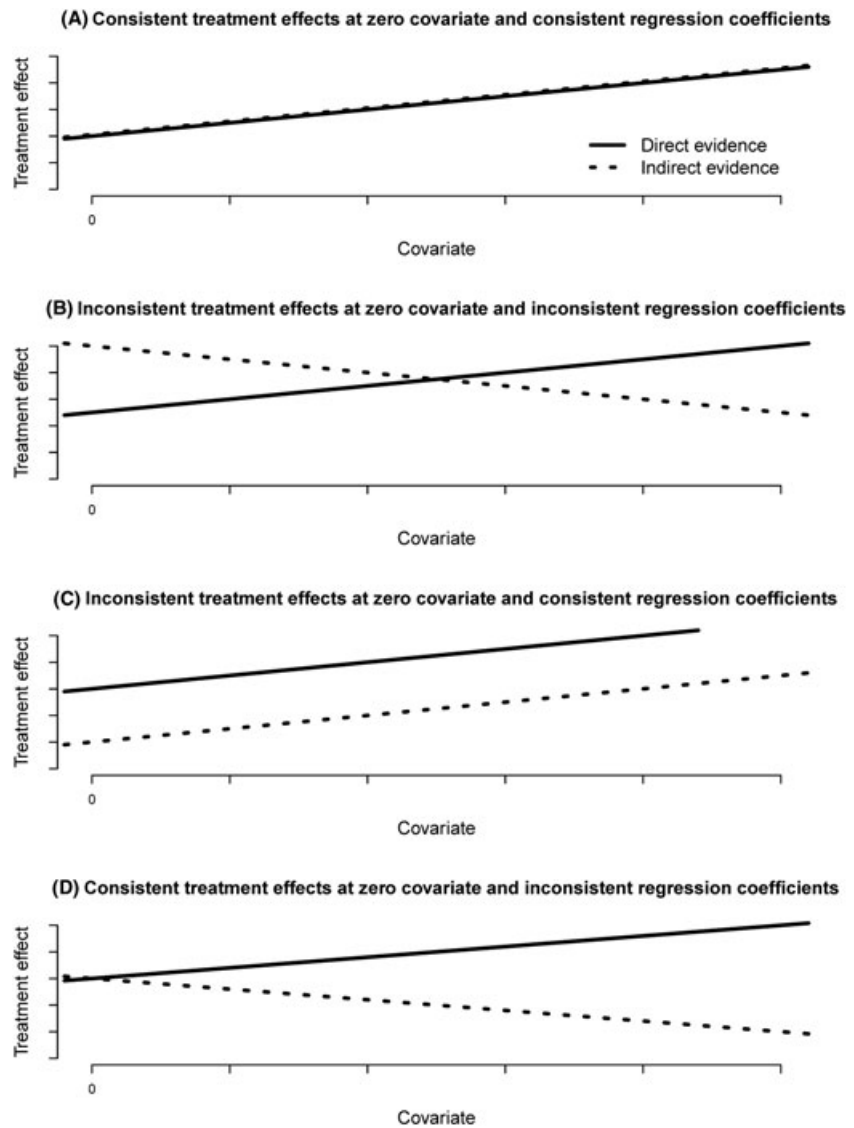 (A) Consistent treatment effects at zero covariate and consistent regression coefficients
Treatment effect
Direct evidence
Indirect evidence
0
Covariate
(B) Inconsistent treatment effects at zero covariate and inconsistent regression coefficients
Treatment effect
0
Covariate
(C) Inconsistent treatment effects at zero covariate and consistent regression coefficients
Treatment effect
0
Covariate
(D) Consistent treatment effects at zero covariate and inconsistent regression coefficients
Treatment effect
0
Covariate